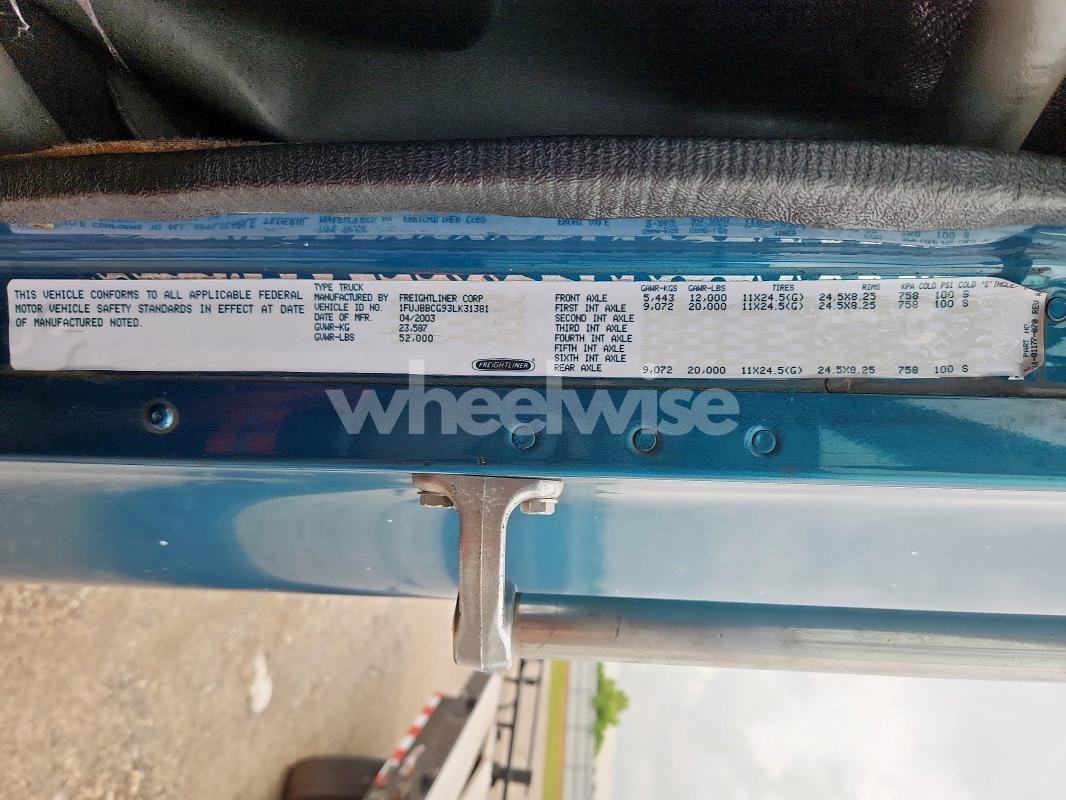 THIS VEHICLE CONFORMS TO ALL APPLICABLE FEDERAL
MOTOR VEHICLE SAFETY STANDARDS IN EFFECT AT DATE
OF MANUFACTURED NOTED.
TYPE TRUCK
MANUFACTURED BY FREIGHTLINER CORP
VEHICLE ID NO. 1FUJBBCG93LK31381
DATE OF MFR. 04/2003
GVWR-KG 23,587
GVWR-LBS 52,000
FREIGHTLINER
GAWR-KGS GAWR-LBS TIRES RIMS KPA COLD PSI COLD "S"INGLE
FRONT AXLE 5,443 12,000 11X24.5(G) 24.5X8.25 758 100 S
FIRST INT AXLE 9,072 20,000 11X24.5(G) 24.5X8.25 758 100 S
SECOND INT AXLE
THIRD INT AXLE
FOURTH INT AXLE
FIFTH INT AXLE
SIXTH INT AXLE
REAR AXLE 9,072 20,000 11X24.5(G) 24.5X8.25 758 100 S
PART NO
01177-070 REV
wheelwise